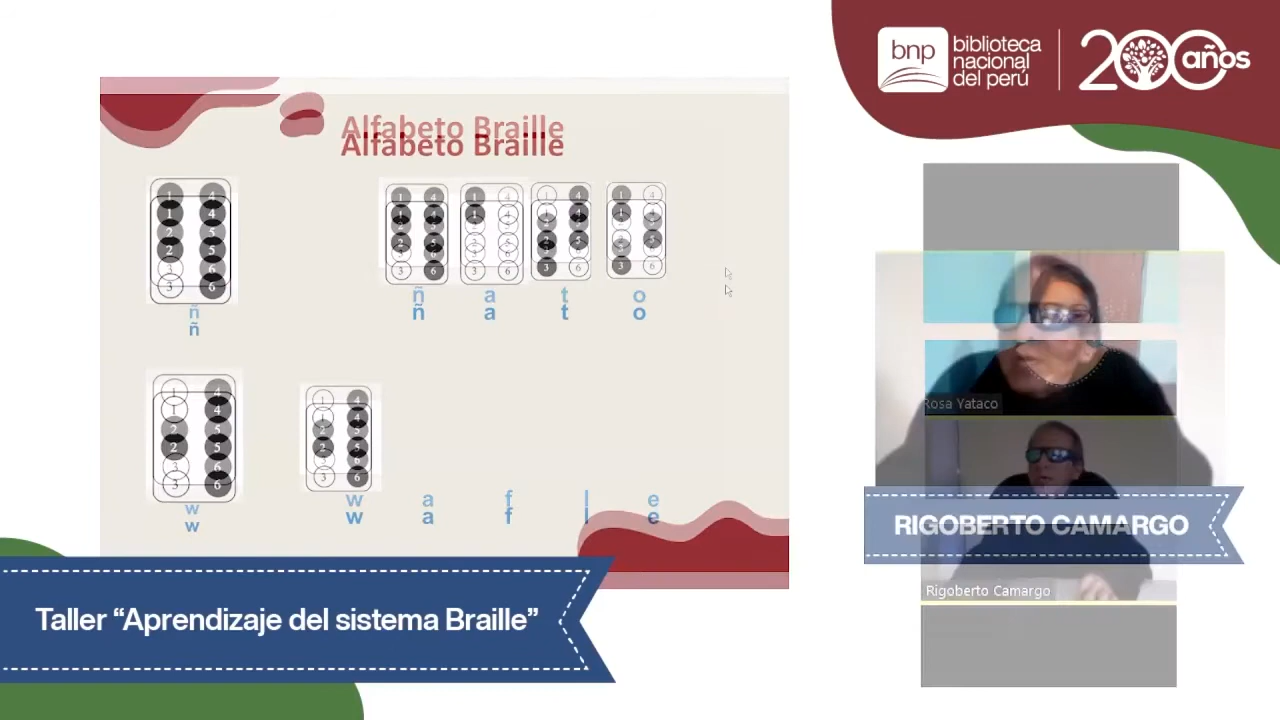 bnp
biblioteca
nacional
del perú
200 años
Alfabeto Braille
Alfabeto Braille
ñ
ñ
ñ a t o
ñ a t o
w
w
w a f l e
w a f l e
Rosa Yataco
RIGOBERTO CAMARGO
Rigoberto Camargo
Taller “Aprendizaje del sistema Braille”